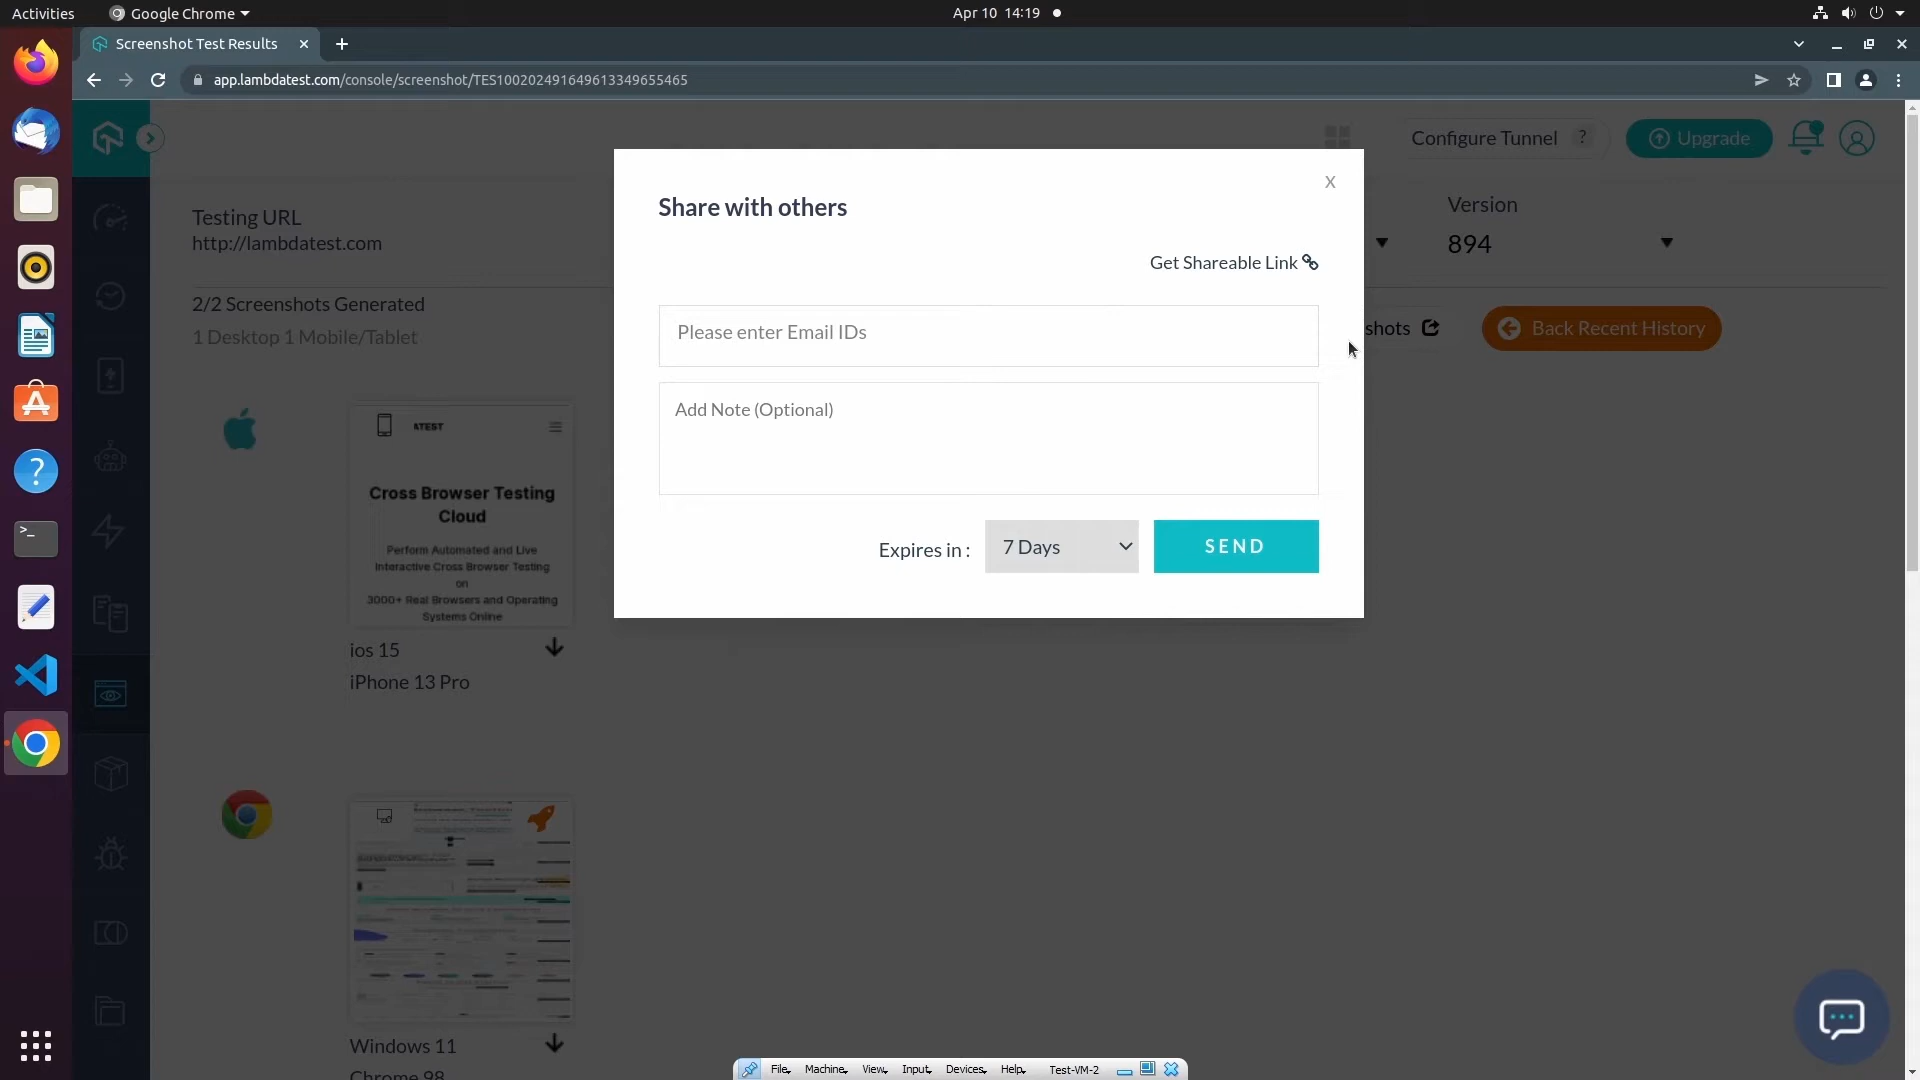 Activities
Google Chrome
Apr 10 14:19
Screenshot Test Results
app.lambdatest.com/console/screenshot/TES100202491649613349655465
Configure Tunnel ?
Upgrade
Testing URL
http://lambdatest.com
Version
894
2/2 Screenshots Generated
1 Desktop 1 Mobile/Tablet
shots
Back Recent History
x
Share with others
Get Shareable Link
Please enter Email IDs
Add Note (Optional)
Expires in :
7 Days
SEND
ATEST
Cross Browser Testing
Cloud
Perform Automated and Live
Interactive Cross Browser Testing
on
3000+ Real Browsers and Operating
Systems Online
ios 15
iPhone 13 Pro
Windows 11
Chrome 98
File
Machine
View
Input
Devices
Help
Test-VM-2